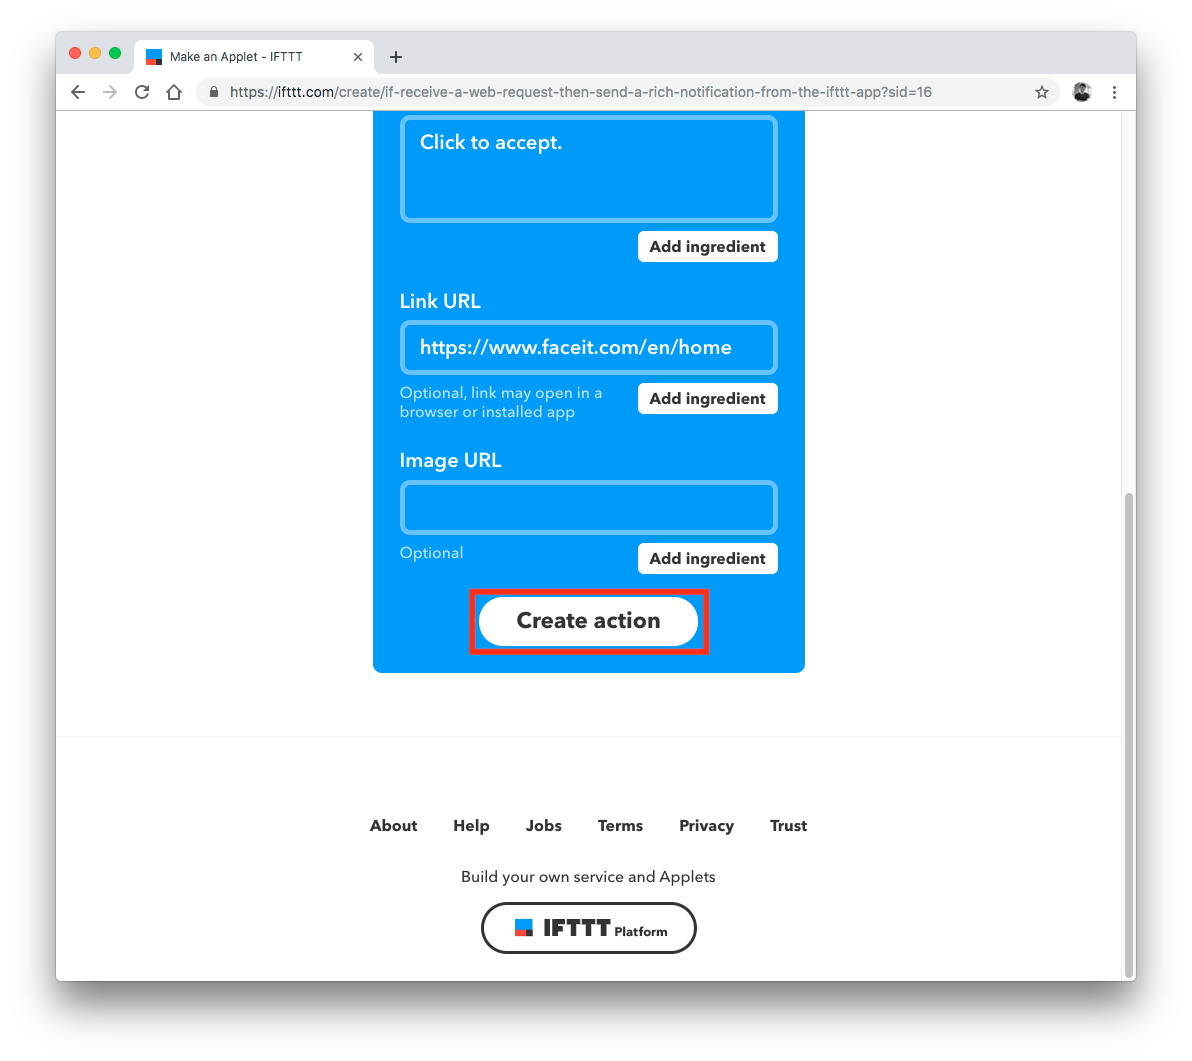 Make an Applet - IFTTT
https://ifttt.com/create/if-receive-a-web-request-then-send-a-rich-notification-from-the-ifttt-app?sid=16
Click to accept.
Add ingredient
Link URL
https://www.faceit.com/en/home
Optional, link may open in a
browser or installed app
Add ingredient
Image URL
Optional
Add ingredient
Create action
About Help Jobs Terms Privacy Trust
Build your own service and Applets
IFTTT Platform